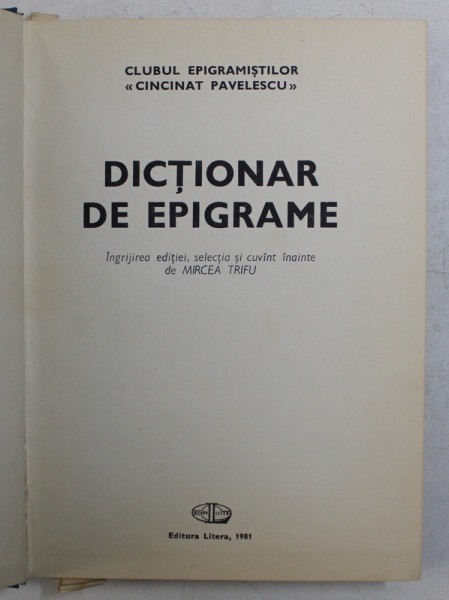 CLUBUL EPIGRAMIȘTILOR
«CINCINAT PAVELESCU»
DICȚIONAR
DE EPIGRAME
Îngrijirea ediției, selecția și cuvînt înainte
de MIRCEA TRIFU
Editura Litera, 1981